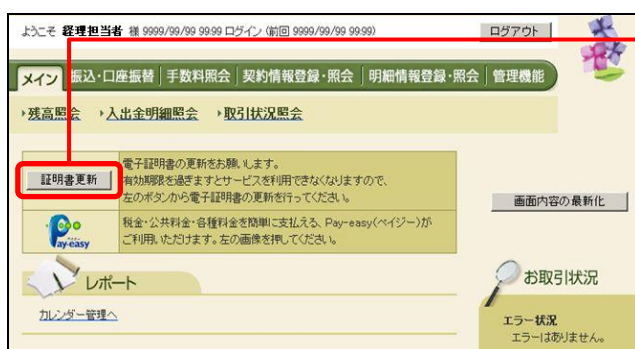 ようこそ 経理担当者 様 9999/99/99 99:99 ログイン (前回 9999/99/99 99:99)
ログアウト
メイン 振込・口座振替 手数料照会 契約情報登録・照会 明細情報登録・照会 管理機能
残高照会 入出金明細照会 取引状況照会
証明書更新
電子証明書の更新をお願いします。
有効期限を過ぎますとサービスを利用できなくなりますので、
左のボタンから電子証明書の更新を行ってください。
画面内容の最新化
Pay-easy
税金・公共料金・各種料金を簡単に支払える、Pay-easy(ペイジー)が
ご利用いただけます。左の画像を押してください。
レポート
お取引状況
カレンダー管理へ
エラー状況
エラーはありません。